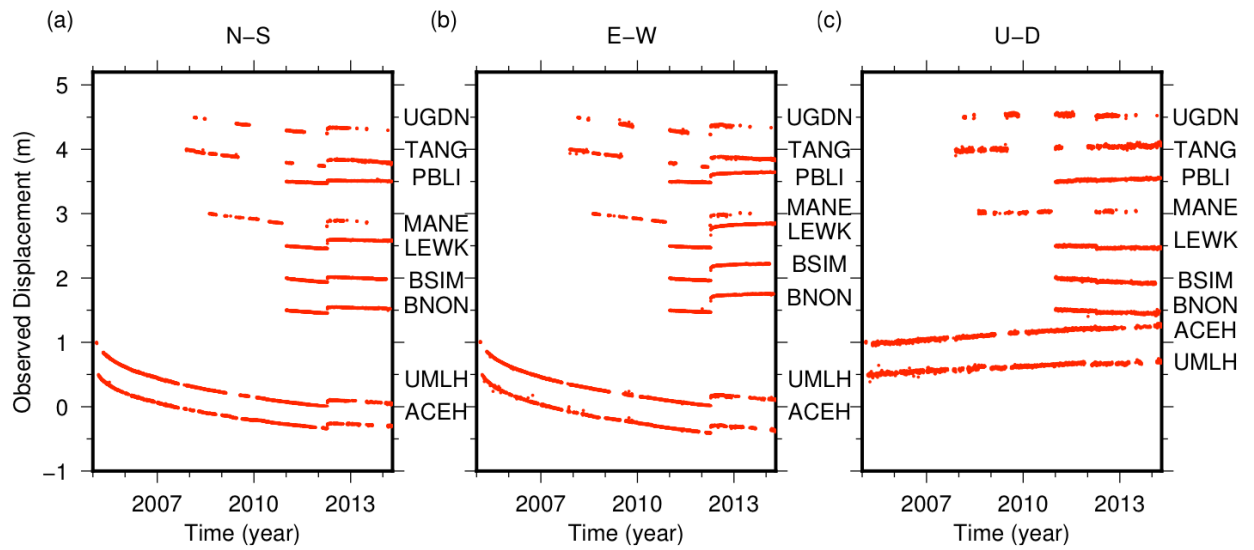 (a)
N−S
(b)
E−W
(c)
U−D
Observed Displacement (m)
5
4
3
2
1
0
−1
UGDN
TANG
PBLI
MANE
LEWK
BSIM
BNON
UMLH
ACEH
UGDN
TANG
PBLI
MANE
LEWK
BSIM
BNON
UMLH
ACEH
UGDN
TANG
PBLI
MANE
LEWK
BSIM
BNON
ACEH
UMLH
2007 2010 2013
2007 2010 2013
2007 2010 2013
Time (year)
Time (year)
Time (year)